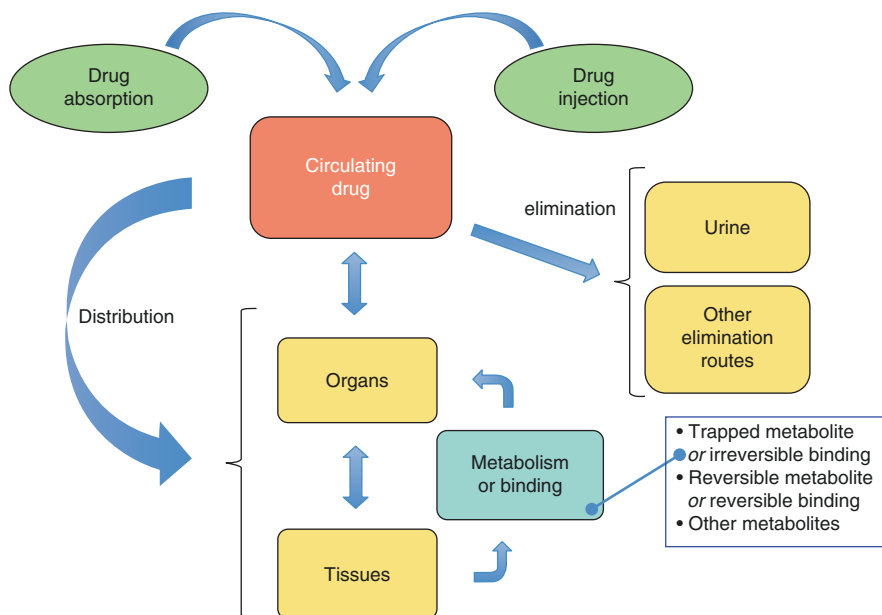 Drug
absorption
Drug
injection
Circulating
drug
elimination
Urine
Other
elimination
routes
Distribution
Organs
Metabolism
or binding
Tissues
• Trapped metabolite
or irreversible binding
• Reversible metabolite
or reversible binding
• Other metabolites